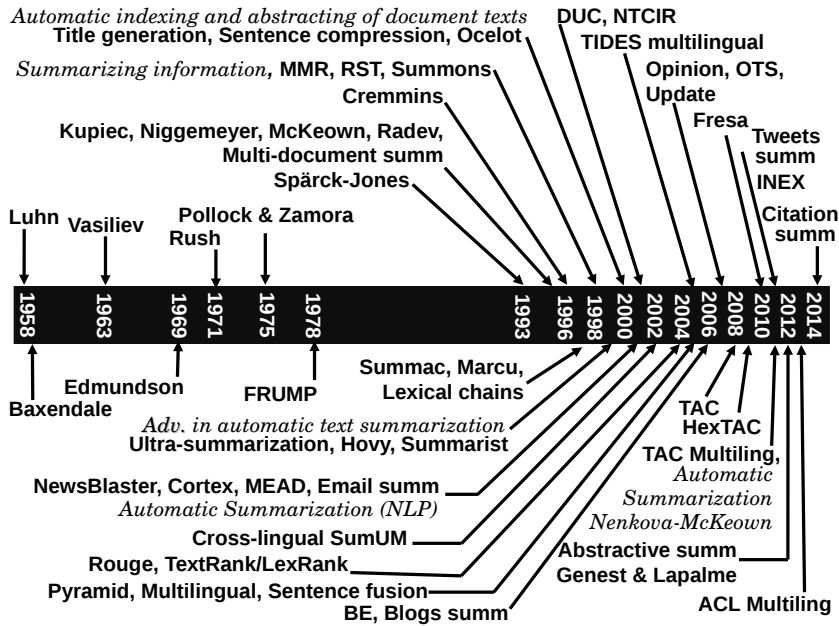 Automatic indexing and abstracting of document texts
Title generation, Sentence compression, Ocelot
Summarizing information, MMR, RST, Summons
Cremmins
Kupiec, Niggemeyer, McKeown, Radev,
Multi-document summ
Spärck-Jones
DUC, NTCIR
TIDES multilingual
Opinion, OTS,
Update
Fresa
Tweets
summ
INEX
Citation
summ
Luhn
Vasiliev
Pollock & Zamora
Rush
1958
1963
1969
1971
1975
1978
1993
1996
1998
2000
2002
2004
2006
2008
2010
2012
2014
Baxendale
Edmundson
FRUMP
Summac, Marcu,
Lexical chains
Adv. in automatic text summarization
Ultra-summarization, Hovy, Summarist
NewsBlaster, Cortex, MEAD, Email summ
Automatic Summarization (NLP)
Cross-lingual SumUM
Rouge, TextRank/LexRank
Pyramid, Multilingual, Sentence fusion
BE, Blogs summ
TAC
HexTAC
TAC Multiling,
Automatic
Summarization
Nenkova-McKeown
Abstractive summ
Genest & Lapalme
ACL Multiling